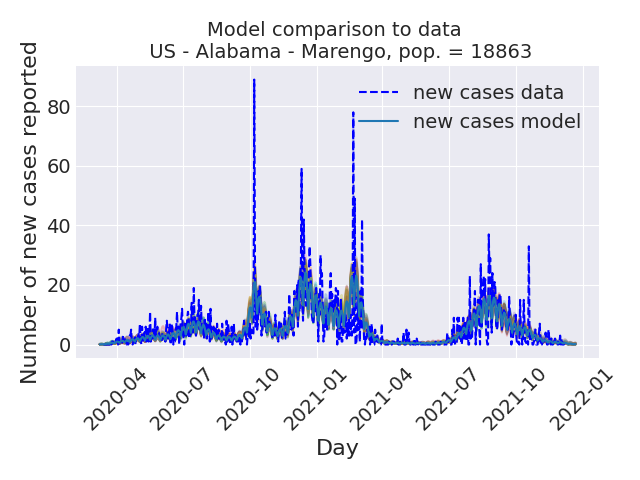 Model comparison to data
US - Alabama - Marengo, pop. = 18863
Number of new cases reported
80
60
40
20
0
new cases data
new cases model
2020-04
2020-07
2020-10
2021-01
2021-04
2021-07
2021-10
2022-01
Day